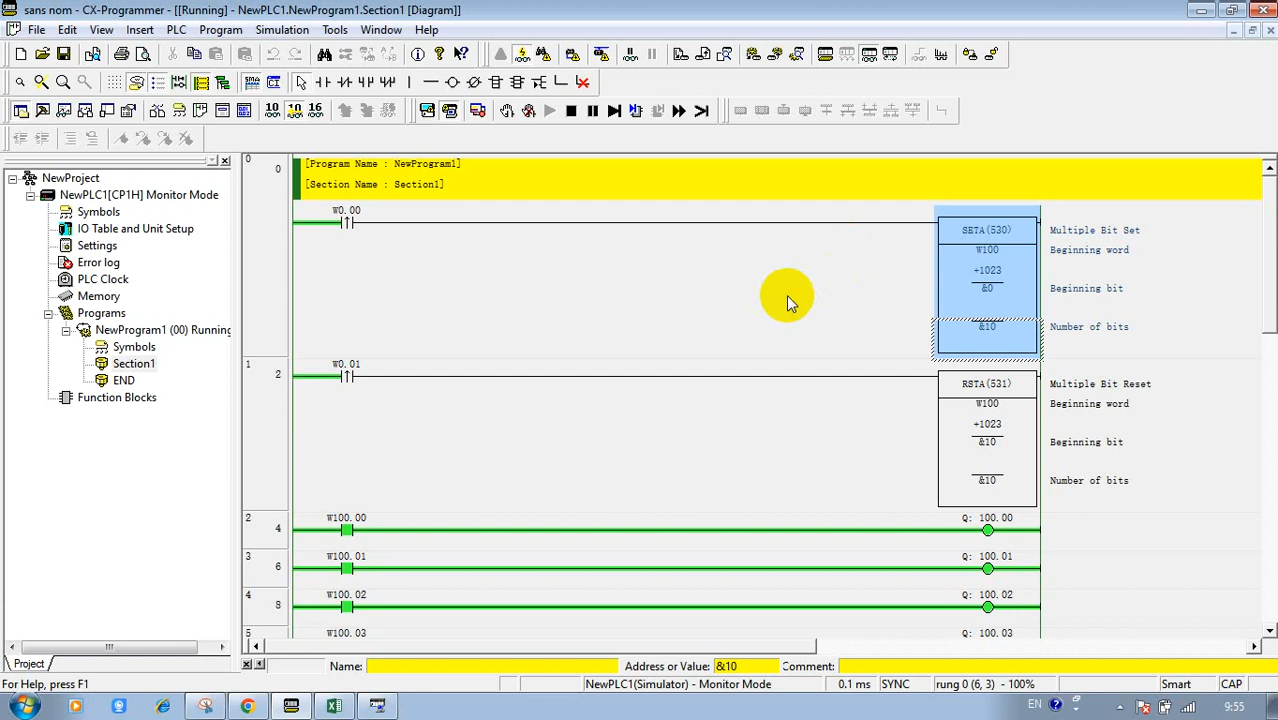 sans nom - CX-Programmer - [[Running] - NewPLC1.NewProgram1.Section1 [Diagram]]
File Edit View Insert PLC Program Simulation Tools Window Help
10 10 16
NewProject
NewPLC1[CP1H] Monitor Mode
Symbols
IO Table and Unit Setup
Settings
Error log
PLC Clock
Memory
Programs
NewProgram1 (00) Running
Symbols
Section1
END
Function Blocks
Project
0 0
[Program Name : NewProgram1]
[Section Name : Section1]
W0.00
SETA(530) Multiple Bit Set
W100 Beginning word
+1023
&0 Beginning bit
&10 Number of bits
1 2
W0.01
RSTA(531) Multiple Bit Reset
W100 Beginning word
+1023
&10 Beginning bit
&10 Number of bits
2 4
W100.00 Q: 100.00
3 6
W100.01 Q: 100.01
4 8
W100.02 Q: 100.02
5
W100.03 Q: 100.03
Name: Address or Value: &10 Comment:
For Help, press F1
NewPLC1(Simulator) - Monitor Mode 0.1 ms SYNC rung 0 (6, 3) - 100% Smart CAP
EN 9:55